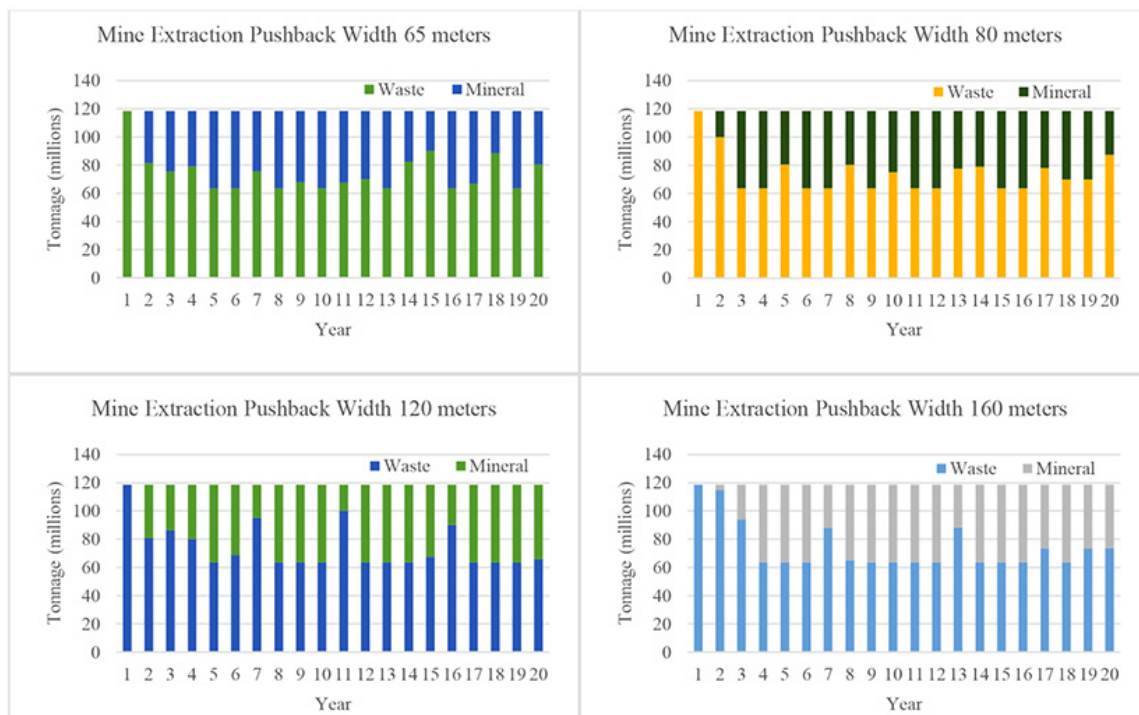 Mine Extraction Pushback Width 65 meters
Tonnage (millions)
140
120
100
80
60
40
20
0
Waste Mineral
1 2 3 4 5 6 7 8 9 10 11 12 13 14 15 16 17 18 19 20
Year
Mine Extraction Pushback Width 80 meters
Tonnage (millions)
140
120
100
80
60
40
20
0
Waste Mineral
1 2 3 4 5 6 7 8 9 10 11 12 13 14 15 16 17 18 19 20
Year
Mine Extraction Pushback Width 120 meters
Tonnage (millions)
140
120
100
80
60
40
20
0
Waste Mineral
1 2 3 4 5 6 7 8 9 10 11 12 13 14 15 16 17 18 19 20
Year
Mine Extraction Pushback Width 160 meters
Tonnage (millions)
140
120
100
80
60
40
20
0
Waste Mineral
1 2 3 4 5 6 7 8 9 10 11 12 13 14 15 16 17 18 19 20
Year